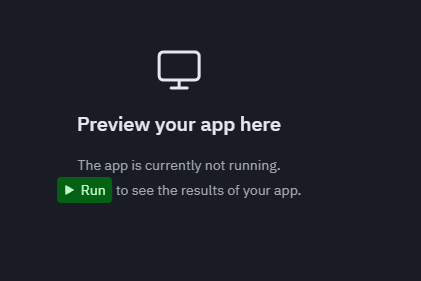 Preview your app here
The app is currently not running.
Run to see the results of your app.